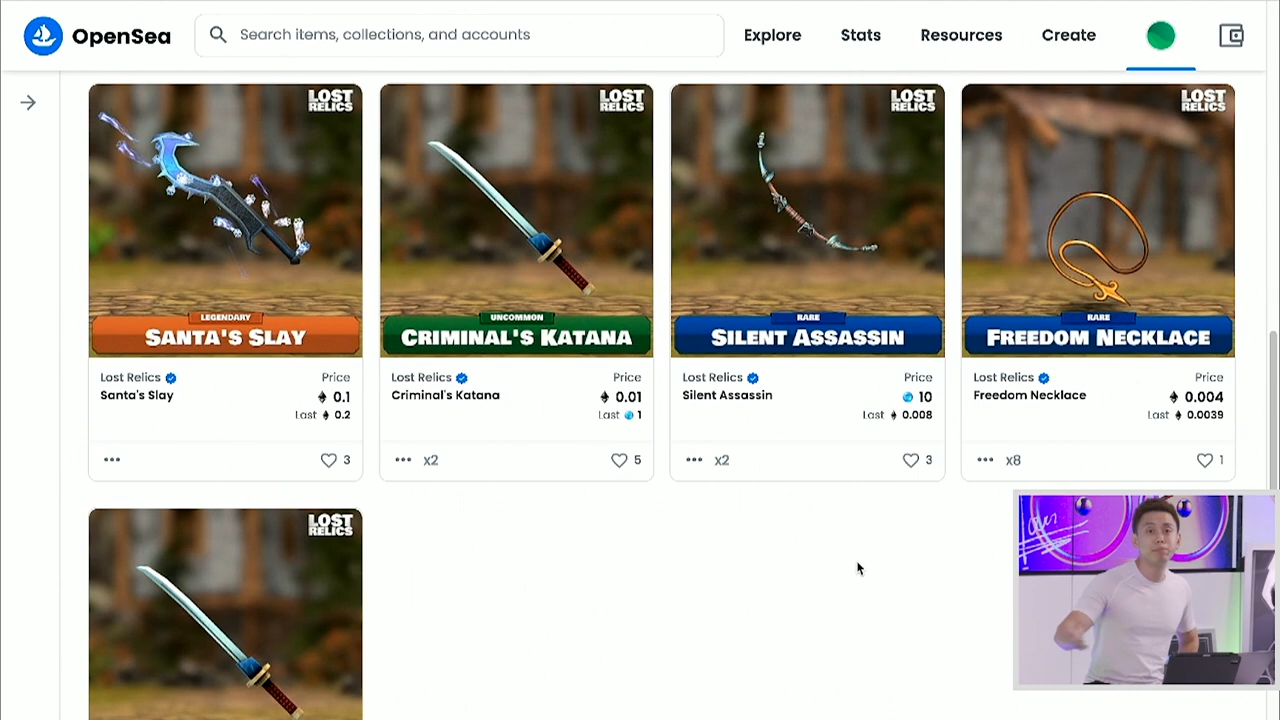 OpenSea
Search items, collections, and accounts
Explore
Stats
Resources
Create
LOST
RELICS
LEGENDARY
SANTA'S SLAY
Lost Relics
Price
Santa's Slay
0.1
Last 0.2
3
LOST
RELICS
UNCOMMON
CRIMINAL'S KATANA
Lost Relics
Price
Criminal's Katana
0.01
Last 1
x2
5
LOST
RELICS
RARE
SILENT ASSASSIN
Lost Relics
Price
Silent Assassin
10
Last 0.008
x2
3
LOST
RELICS
RARE
FREEDOM NECKLACE
Lost Relics
Price
Freedom Necklace
0.004
Last 0.0039
x8
1
LOST
RELICS